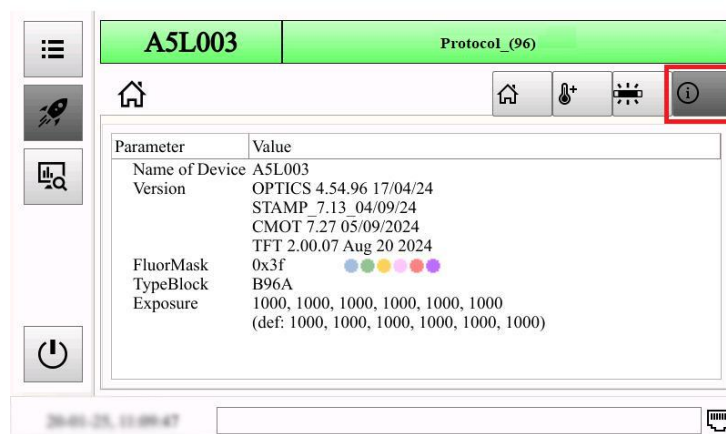 A5L003
Protocol_(96)
Parameter Value
Name of Device A5L003
Version OPTICS 4.54.96 17/04/24
STAMP_7.13_04/09/24
CMOT 7.27 05/09/2024
TFT 2.00.07 Aug 20 2024
FluorMask 0x3f
TypeBlock B96A
Exposure 1000, 1000, 1000, 1000, 1000, 1000
(def: 1000, 1000, 1000, 1000, 1000, 1000)